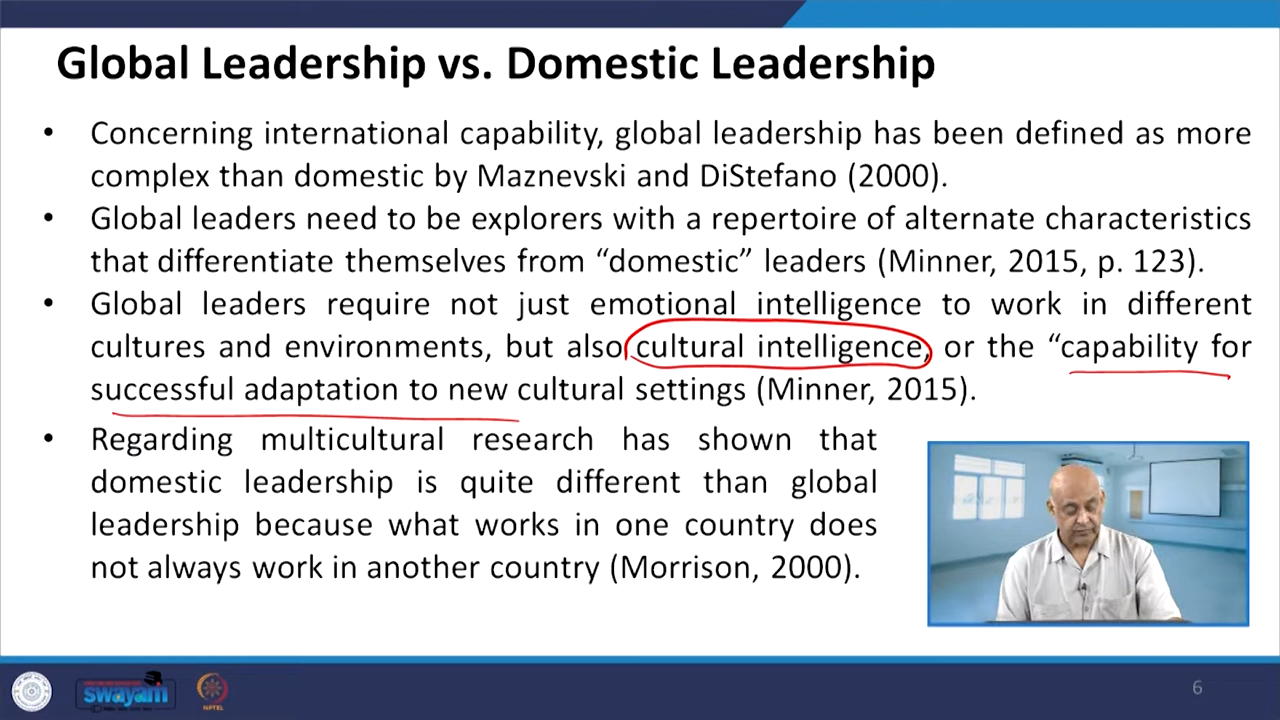 Global Leadership vs. Domestic Leadership
• Concerning international capability, global leadership has been defined as more
complex than domestic by Maznevski and DiStefano (2000).
• Global leaders need to be explorers with a repertoire of alternate characteristics
that differentiate themselves from “domestic” leaders (Minner, 2015, p. 123).
• Global leaders require not just emotional intelligence to work in different
cultures and environments, but also cultural intelligence, or the “capability for
successful adaptation to new cultural settings (Minner, 2015).
• Regarding multicultural research has shown that
domestic leadership is quite different than global
leadership because what works in one country does
not always work in another country (Morrison, 2000).
swayam
NPTEL
6